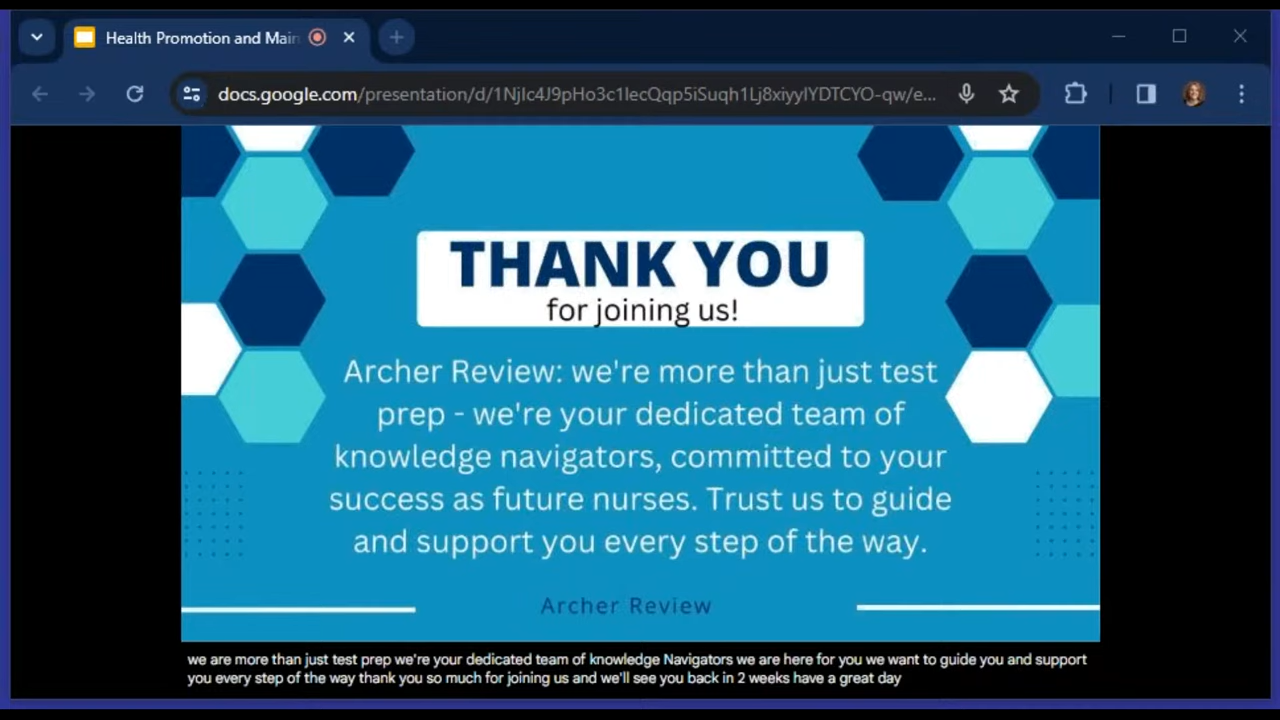 Health Promotion and Main
docs.google.com/presentation/d/1NjIc4J9pHo3c1lecQqp5iSuqh1Lj8xiyylYDTCYO-qw/e...
THANK YOU
for joining us!
Archer Review: we're more than just test
prep - we're your dedicated team of
knowledge navigators, committed to your
success as future nurses. Trust us to guide
and support you every step of the way.
Archer Review
we are more than just test prep we're your dedicated team of knowledge Navigators we are here for you we want to guide you and support
you every step of the way thank you so much for joining us and we'll see you back in 2 weeks have a great day